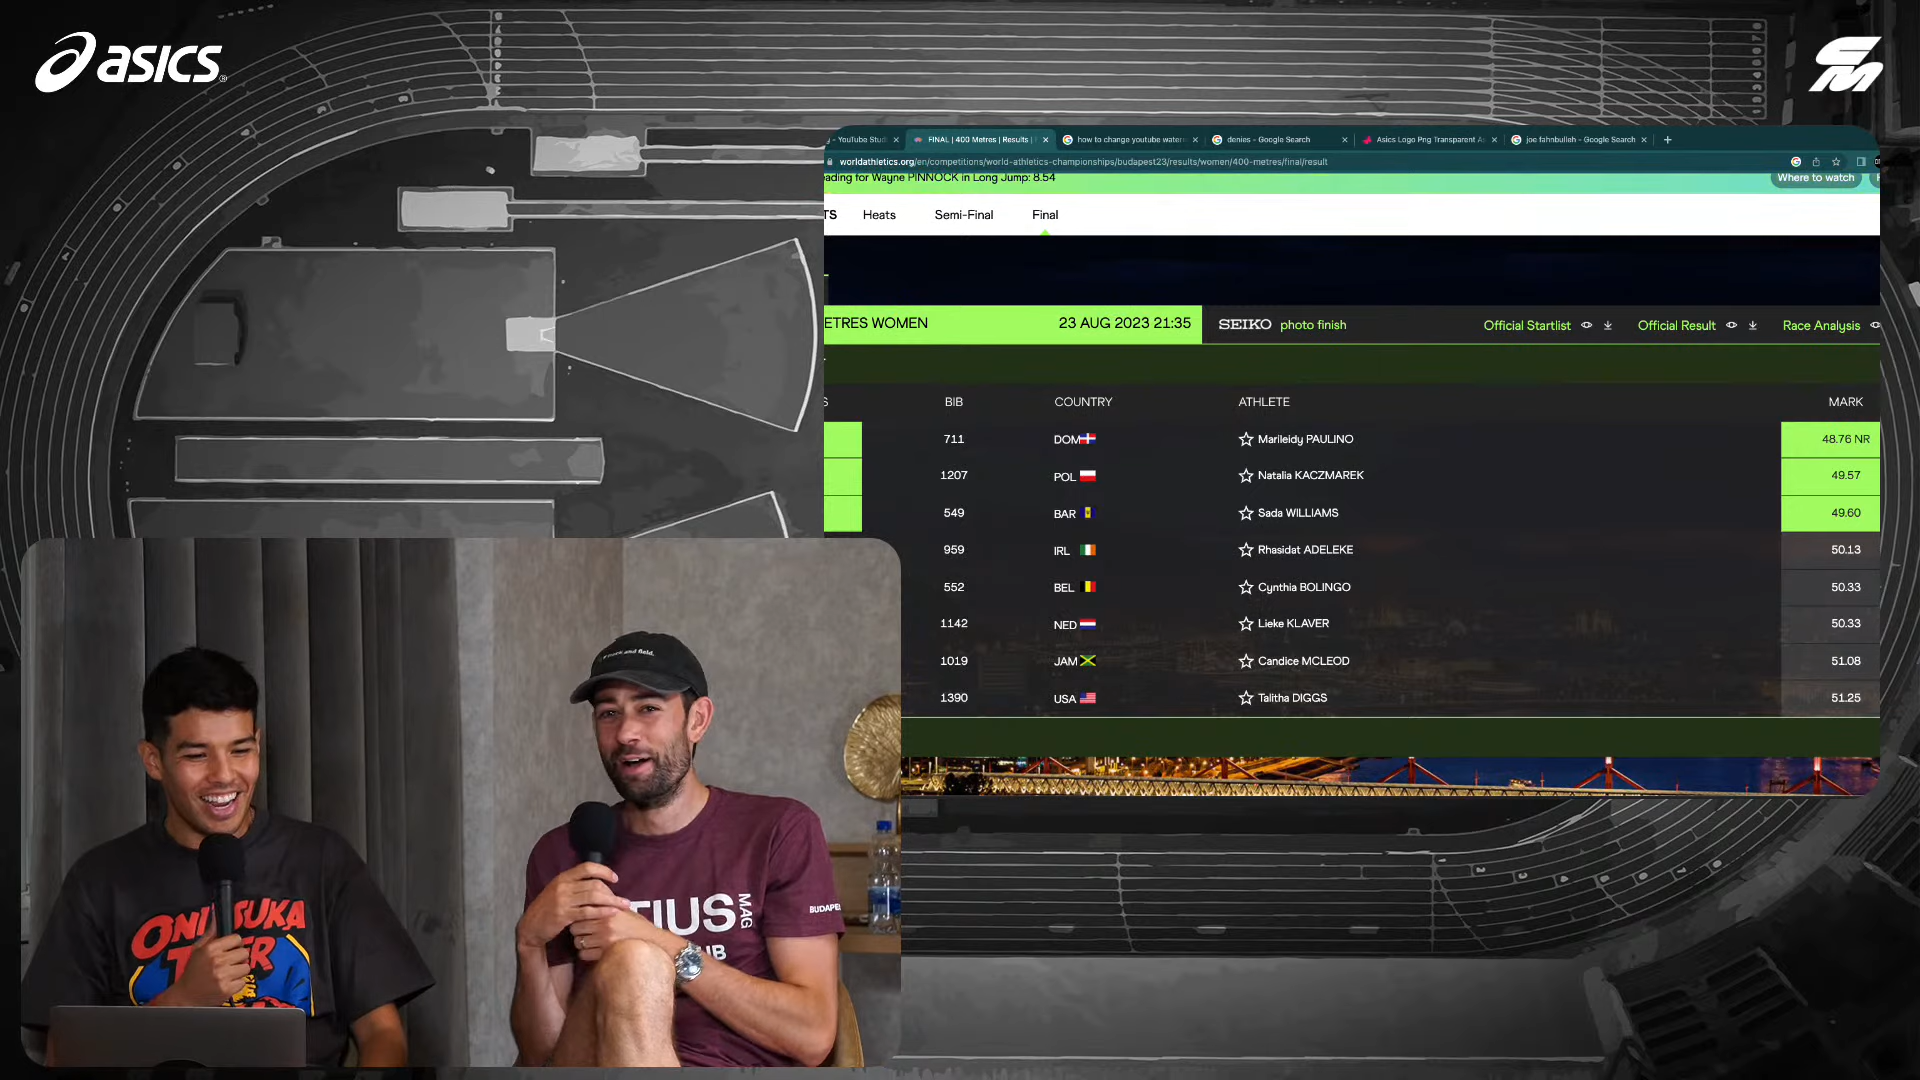 asics
SM
- YouTube Stud
FINAL | 400 Metres | Results |
how to change youtube water
denies - Google Search
Asics Logo Png Transparent A
joe fahnbulleh - Google Search
worldathletics.org/en/competitions/world-athletics-championships/budapest23/results/women/400-metres/final/result
ading for Wayne PINNOCK in Long Jump: 8.54
Where to watch
TS Heats Semi-Final Final
ETRES WOMEN 23 AUG 2023 21:35 SEIKO photo finish Official Startlist Official Result Race Analysis
S BIB COUNTRY ATHLETE MARK
711 DOM Marileidy PAULINO 48.76 NR
1207 POL Natalia KACZMAREK 49.57
549 BAR Sada WILLIAMS 49.60
959 IRL Rhasidat ADELEKE 50.13
552 BEL Cynthia BOLINGO 50.33
1142 NED Lieke KLAVER 50.33
1019 JAM Candice MCLEOD 51.08
1390 USA Talitha DIGGS 51.25
track and field.
ONITSUKA
TIGER
TIUS MAG
UB
BUDAPE